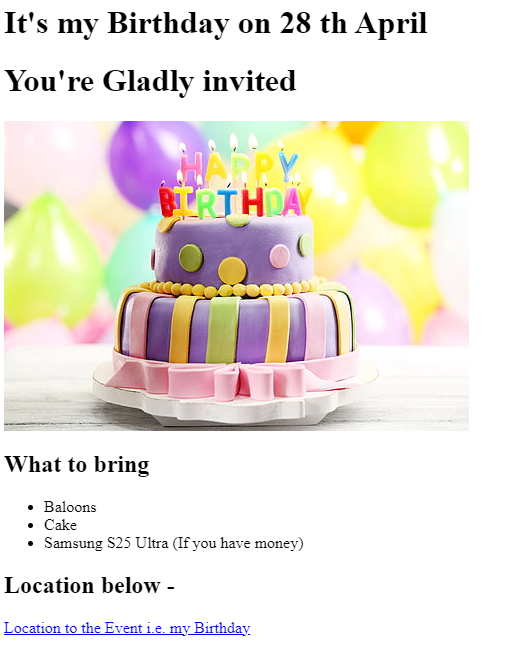 It's my Birthday on 28 th April
You're Gladly invited
HAPPY
BIRTHDAY
What to bring
Baloons
Cake
Samsung S25 Ultra (If you have money)
Location below -
Location to the Event i.e. my Birthday